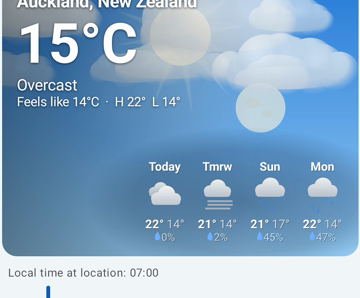 Auckland, New Zealand
15°C
Overcast
Feels like 14°C · H 22° L 14°
Today Tmrw Sun Mon
22° 14° 21° 14° 21° 17° 22° 14°
0% 2% 45% 47%
Local time at location: 07:00